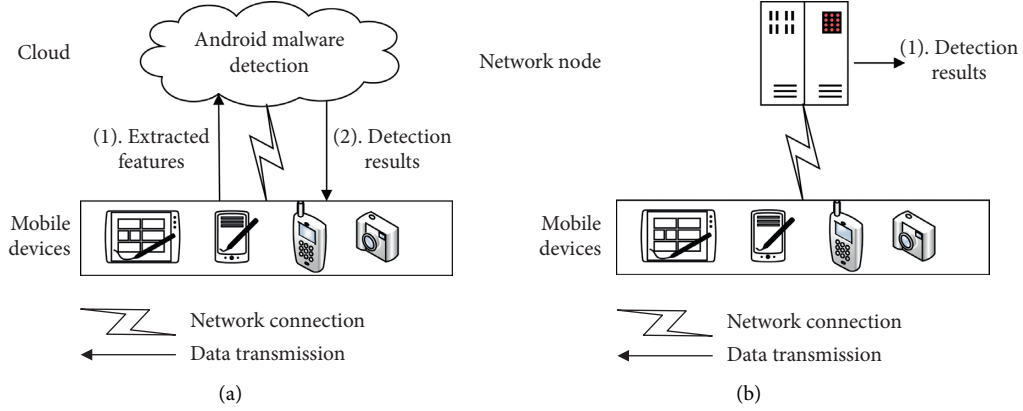 Cloud
Android malware
detection
(1). Extracted
features
(2). Detection
results
Mobile
devices
Network connection
Data transmission
(a)
Network node
(1). Detection
results
Mobile
devices
Network connection
Data transmission
(b)